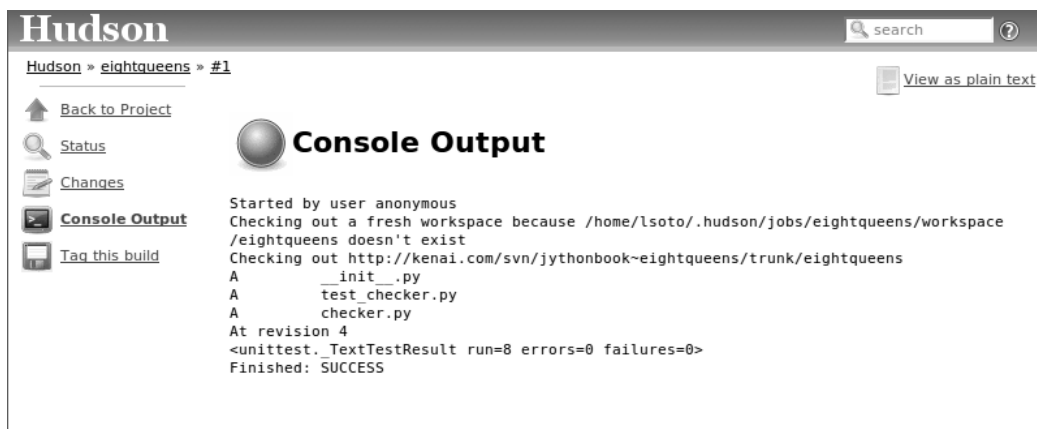 Hudson
search
Hudson » eightqueens » #1
View as plain text
Back to Project
Status
Changes
Console Output
Tag this build
Console Output
Started by user anonymous
Checking out a fresh workspace because /home/lsoto/.hudson/jobs/eightqueens/workspace
/eightqueens doesn't exist
Checking out http://kenai.com/svn/jythonbook~eightqueens/trunk/eightqueens
A         __init__.py
A         test_checker.py
A         checker.py
At revision 4
<unittest._TextTestResult run=8 errors=0 failures=0>
Finished: SUCCESS